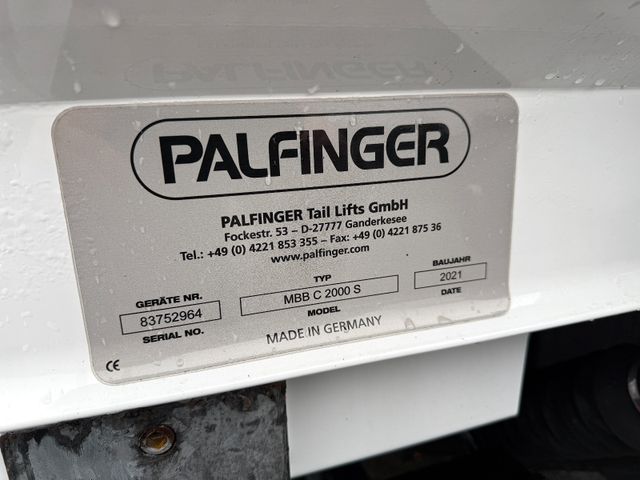 PALFINGER
PALFINGER
PALFINGER Tail Lifts GmbH
Fockestr. 53 – D-27777 Ganderkesee
Tel.: +49 (0) 4221 853 355 – Fax: +49 (0) 4221 875 36
www.palfinger.com
GERÄTE NR. TYP BAUJAHR
83752964 MBB C 2000 S 2021
SERIAL NO. MODEL DATE
MADE IN GERMANY
CE